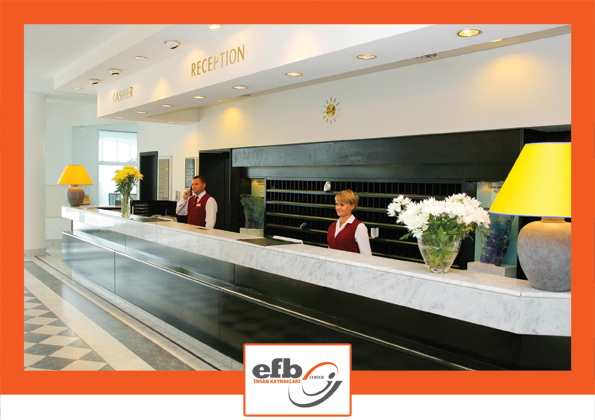 RECEPTION
CASHIER
efb
CENTER
İNSAN KAYNAKLARI